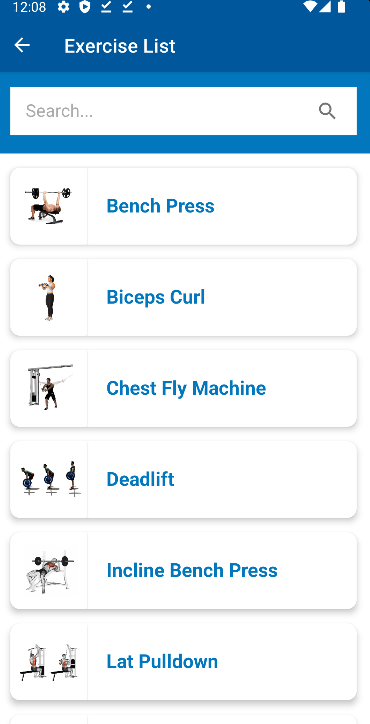 12:08
Exercise List
Search...
Bench Press
Biceps Curl
Chest Fly Machine
Deadlift
Incline Bench Press
Lat Pulldown